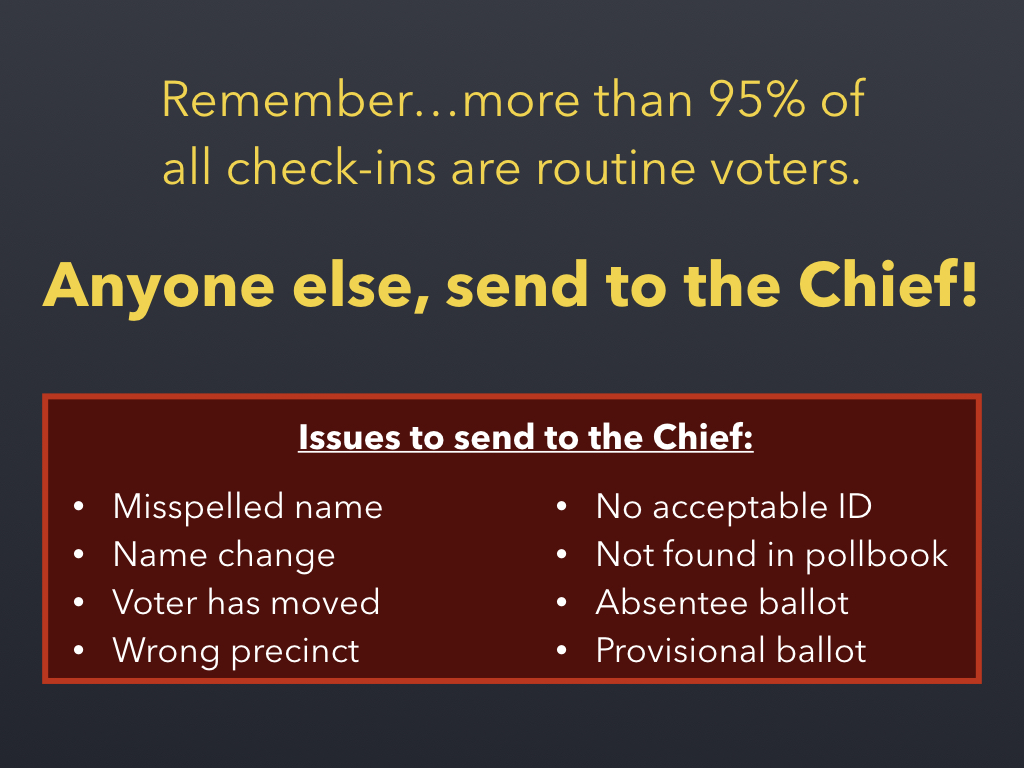 Remember…more than 95% of
all check-ins are routine voters.
Anyone else, send to the Chief!
Issues to send to the Chief:
• Misspelled name
• Name change
• Voter has moved
• Wrong precinct
• No acceptable ID
• Not found in pollbook
• Absentee ballot
• Provisional ballot